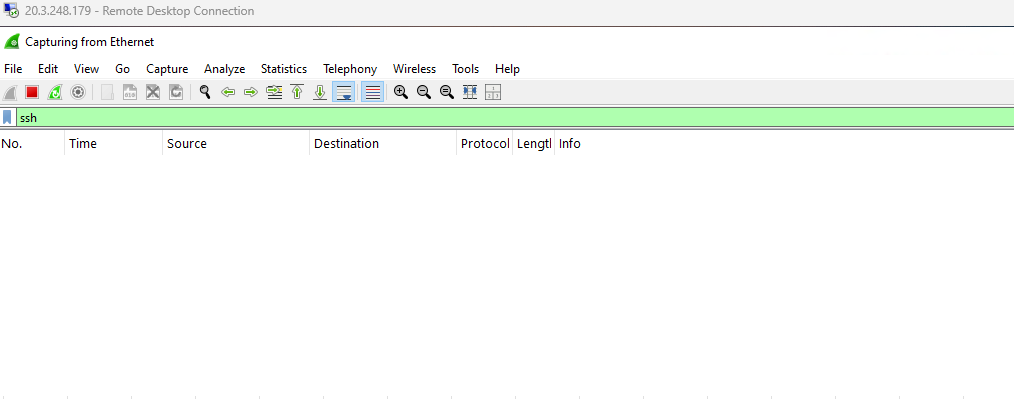 20.3.248.179 - Remote Desktop Connection
Capturing from Ethernet
File Edit View Go Capture Analyze Statistics Telephony Wireless Tools Help
ssh
No. Time Source Destination Protocol Lengtl Info